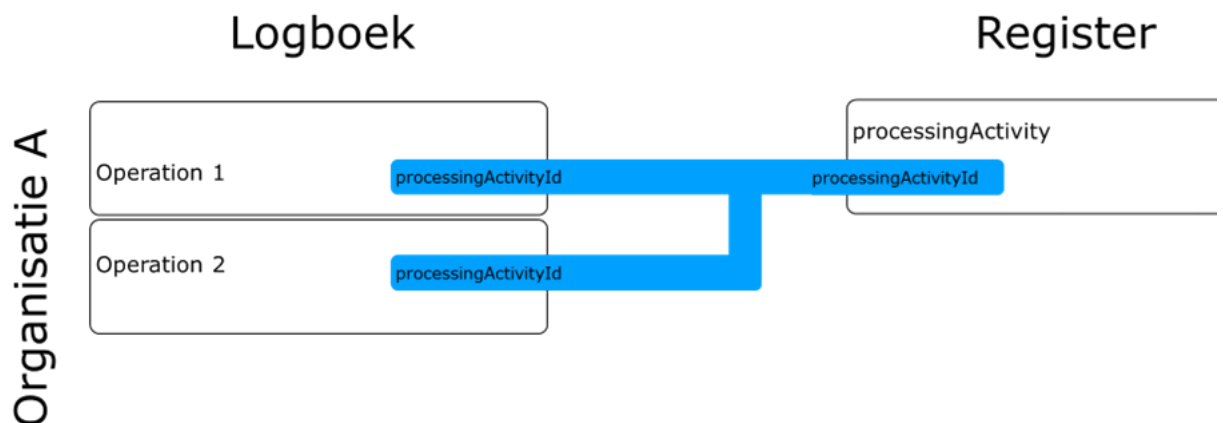 Logboek
Register
Organisatie A
processingActivity
Operation 1
processingActivityId
processingActivityId
Operation 2
processingActivityId